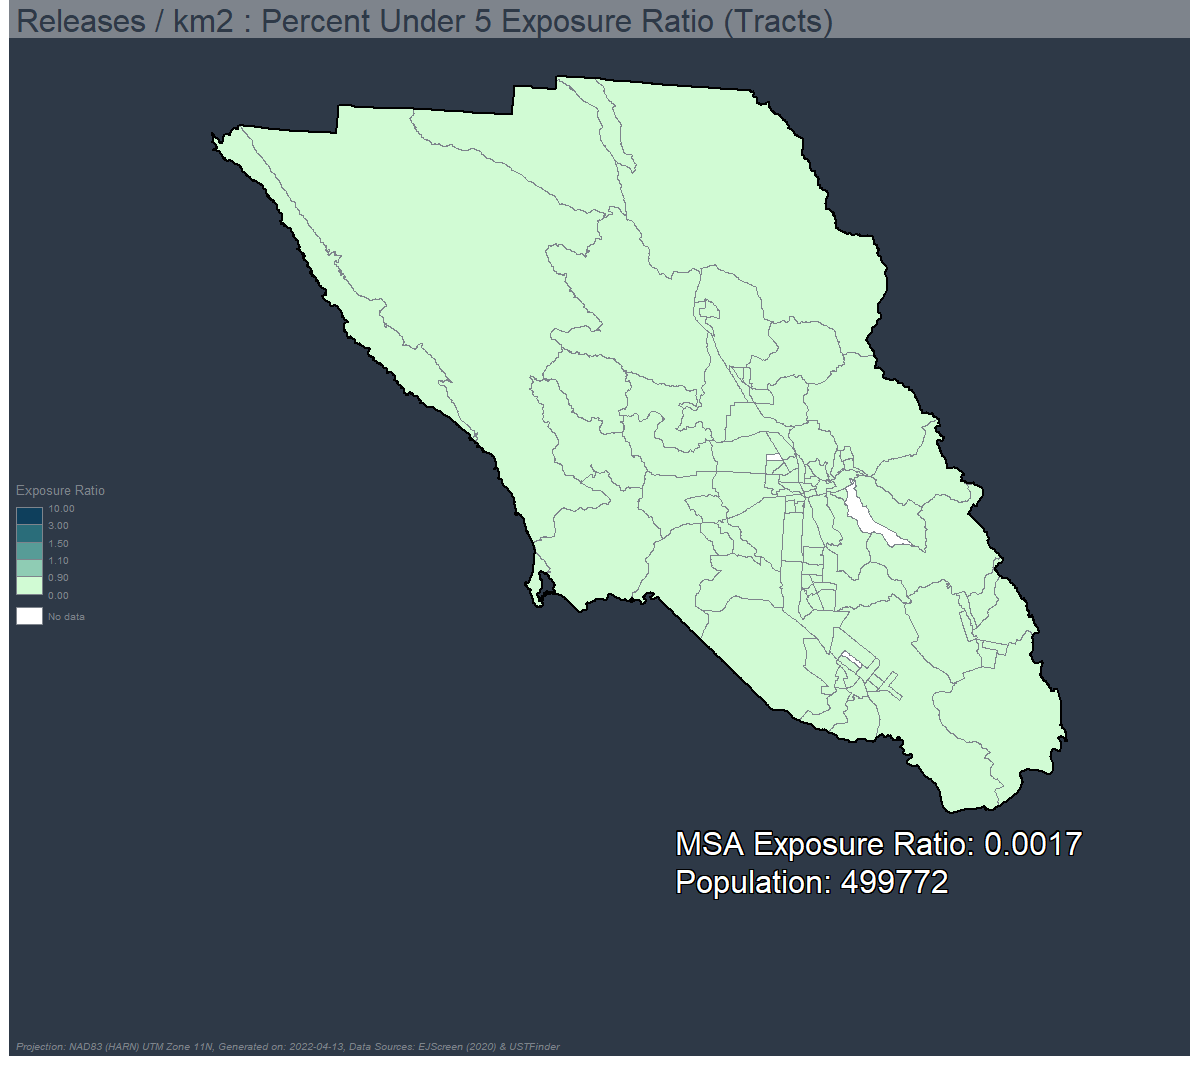 Releases / km2 : Percent Under 5 Exposure Ratio (Tracts)
Exposure Ratio
10.00
3.00
1.50
1.10
0.90
0.00
No data
MSA Exposure Ratio: 0.0017
Population: 499772
Projection: NAD83 (HARN) UTM Zone 11N, Generated on: 2022-04-13, Data Sources: EJScreen (2020) & USTFinder